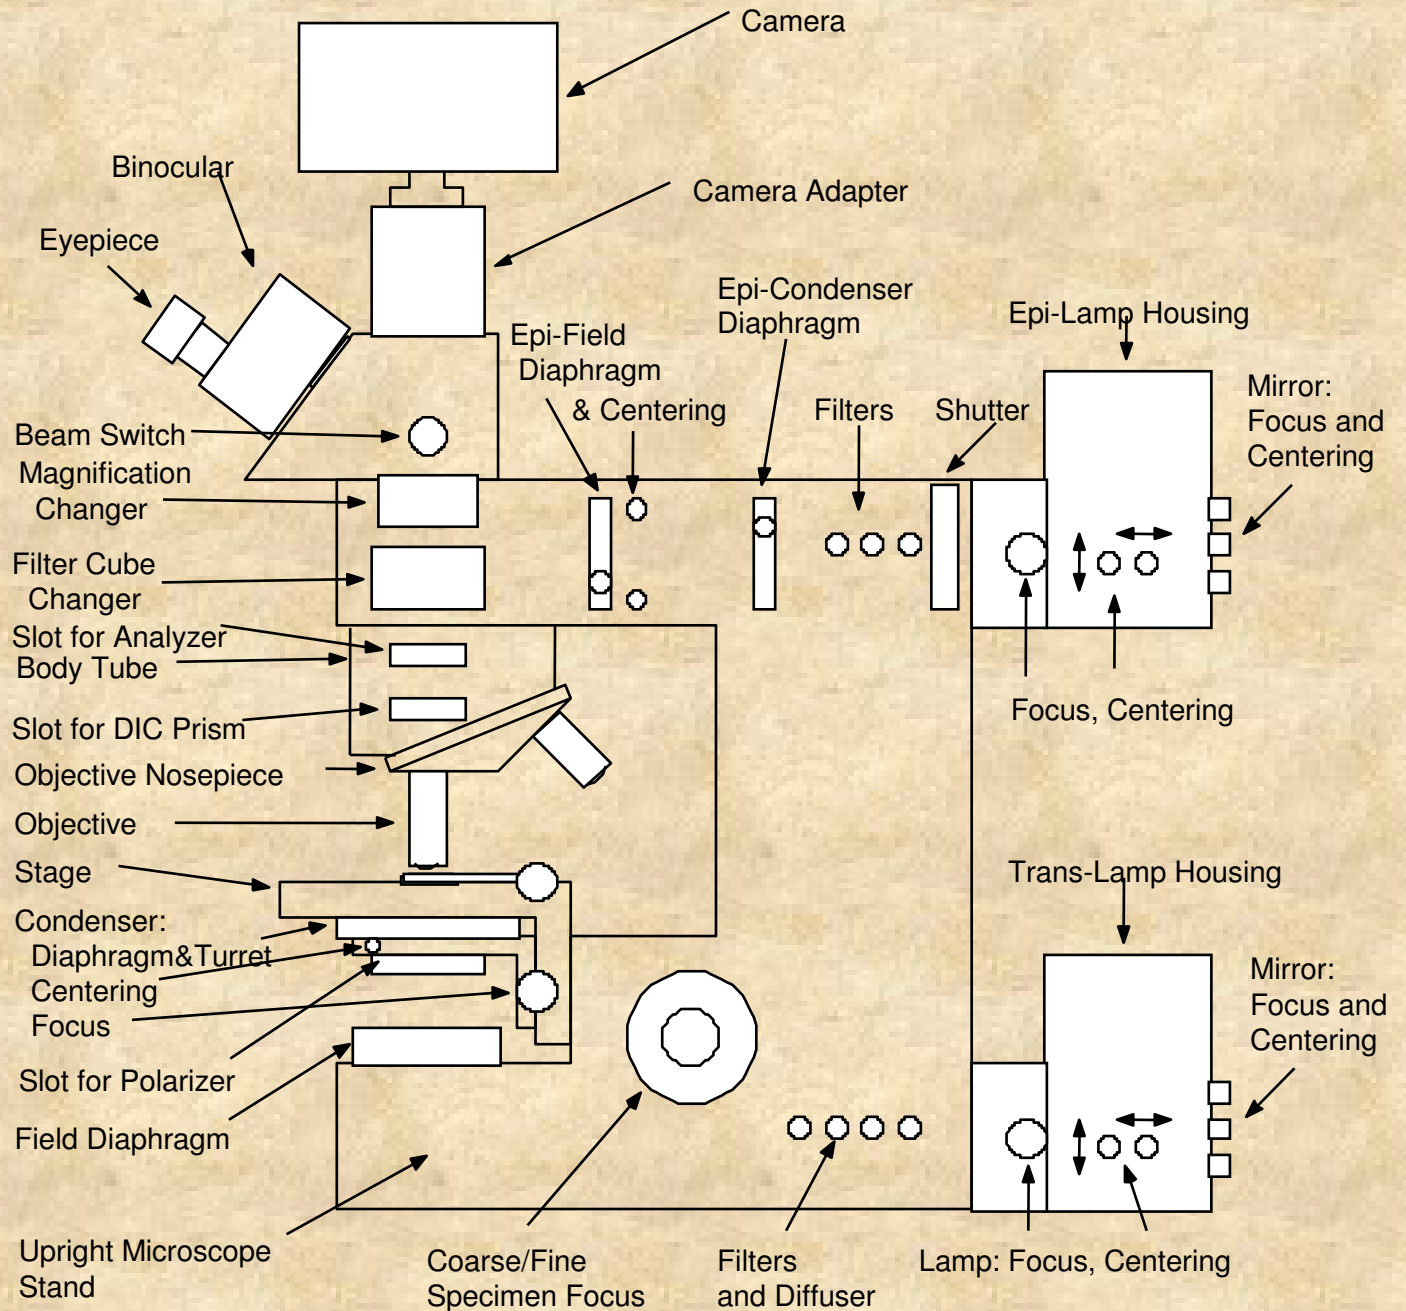 Camera
Binocular
Camera Adapter
Eyepiece
Epi-Condenser
Diaphragm
Epi-Lamp Housing
Epi-Field
Diaphragm
& Centering
Filters
Shutter
Mirror:
Focus and
Centering
Beam Switch
Magnification
Changer
Filter Cube
Changer
Slot for Analyzer
Body Tube
Slot for DIC Prism
Focus, Centering
Objective Nosepiece
Objective
Stage
Trans-Lamp Housing
Condenser:
Diaphragm&Turret
Centering
Focus
Mirror:
Focus and
Centering
Slot for Polarizer
Field Diaphragm
Upright Microscope
Stand
Coarse/Fine
Specimen Focus
Filters
and Diffuser
Lamp: Focus, Centering